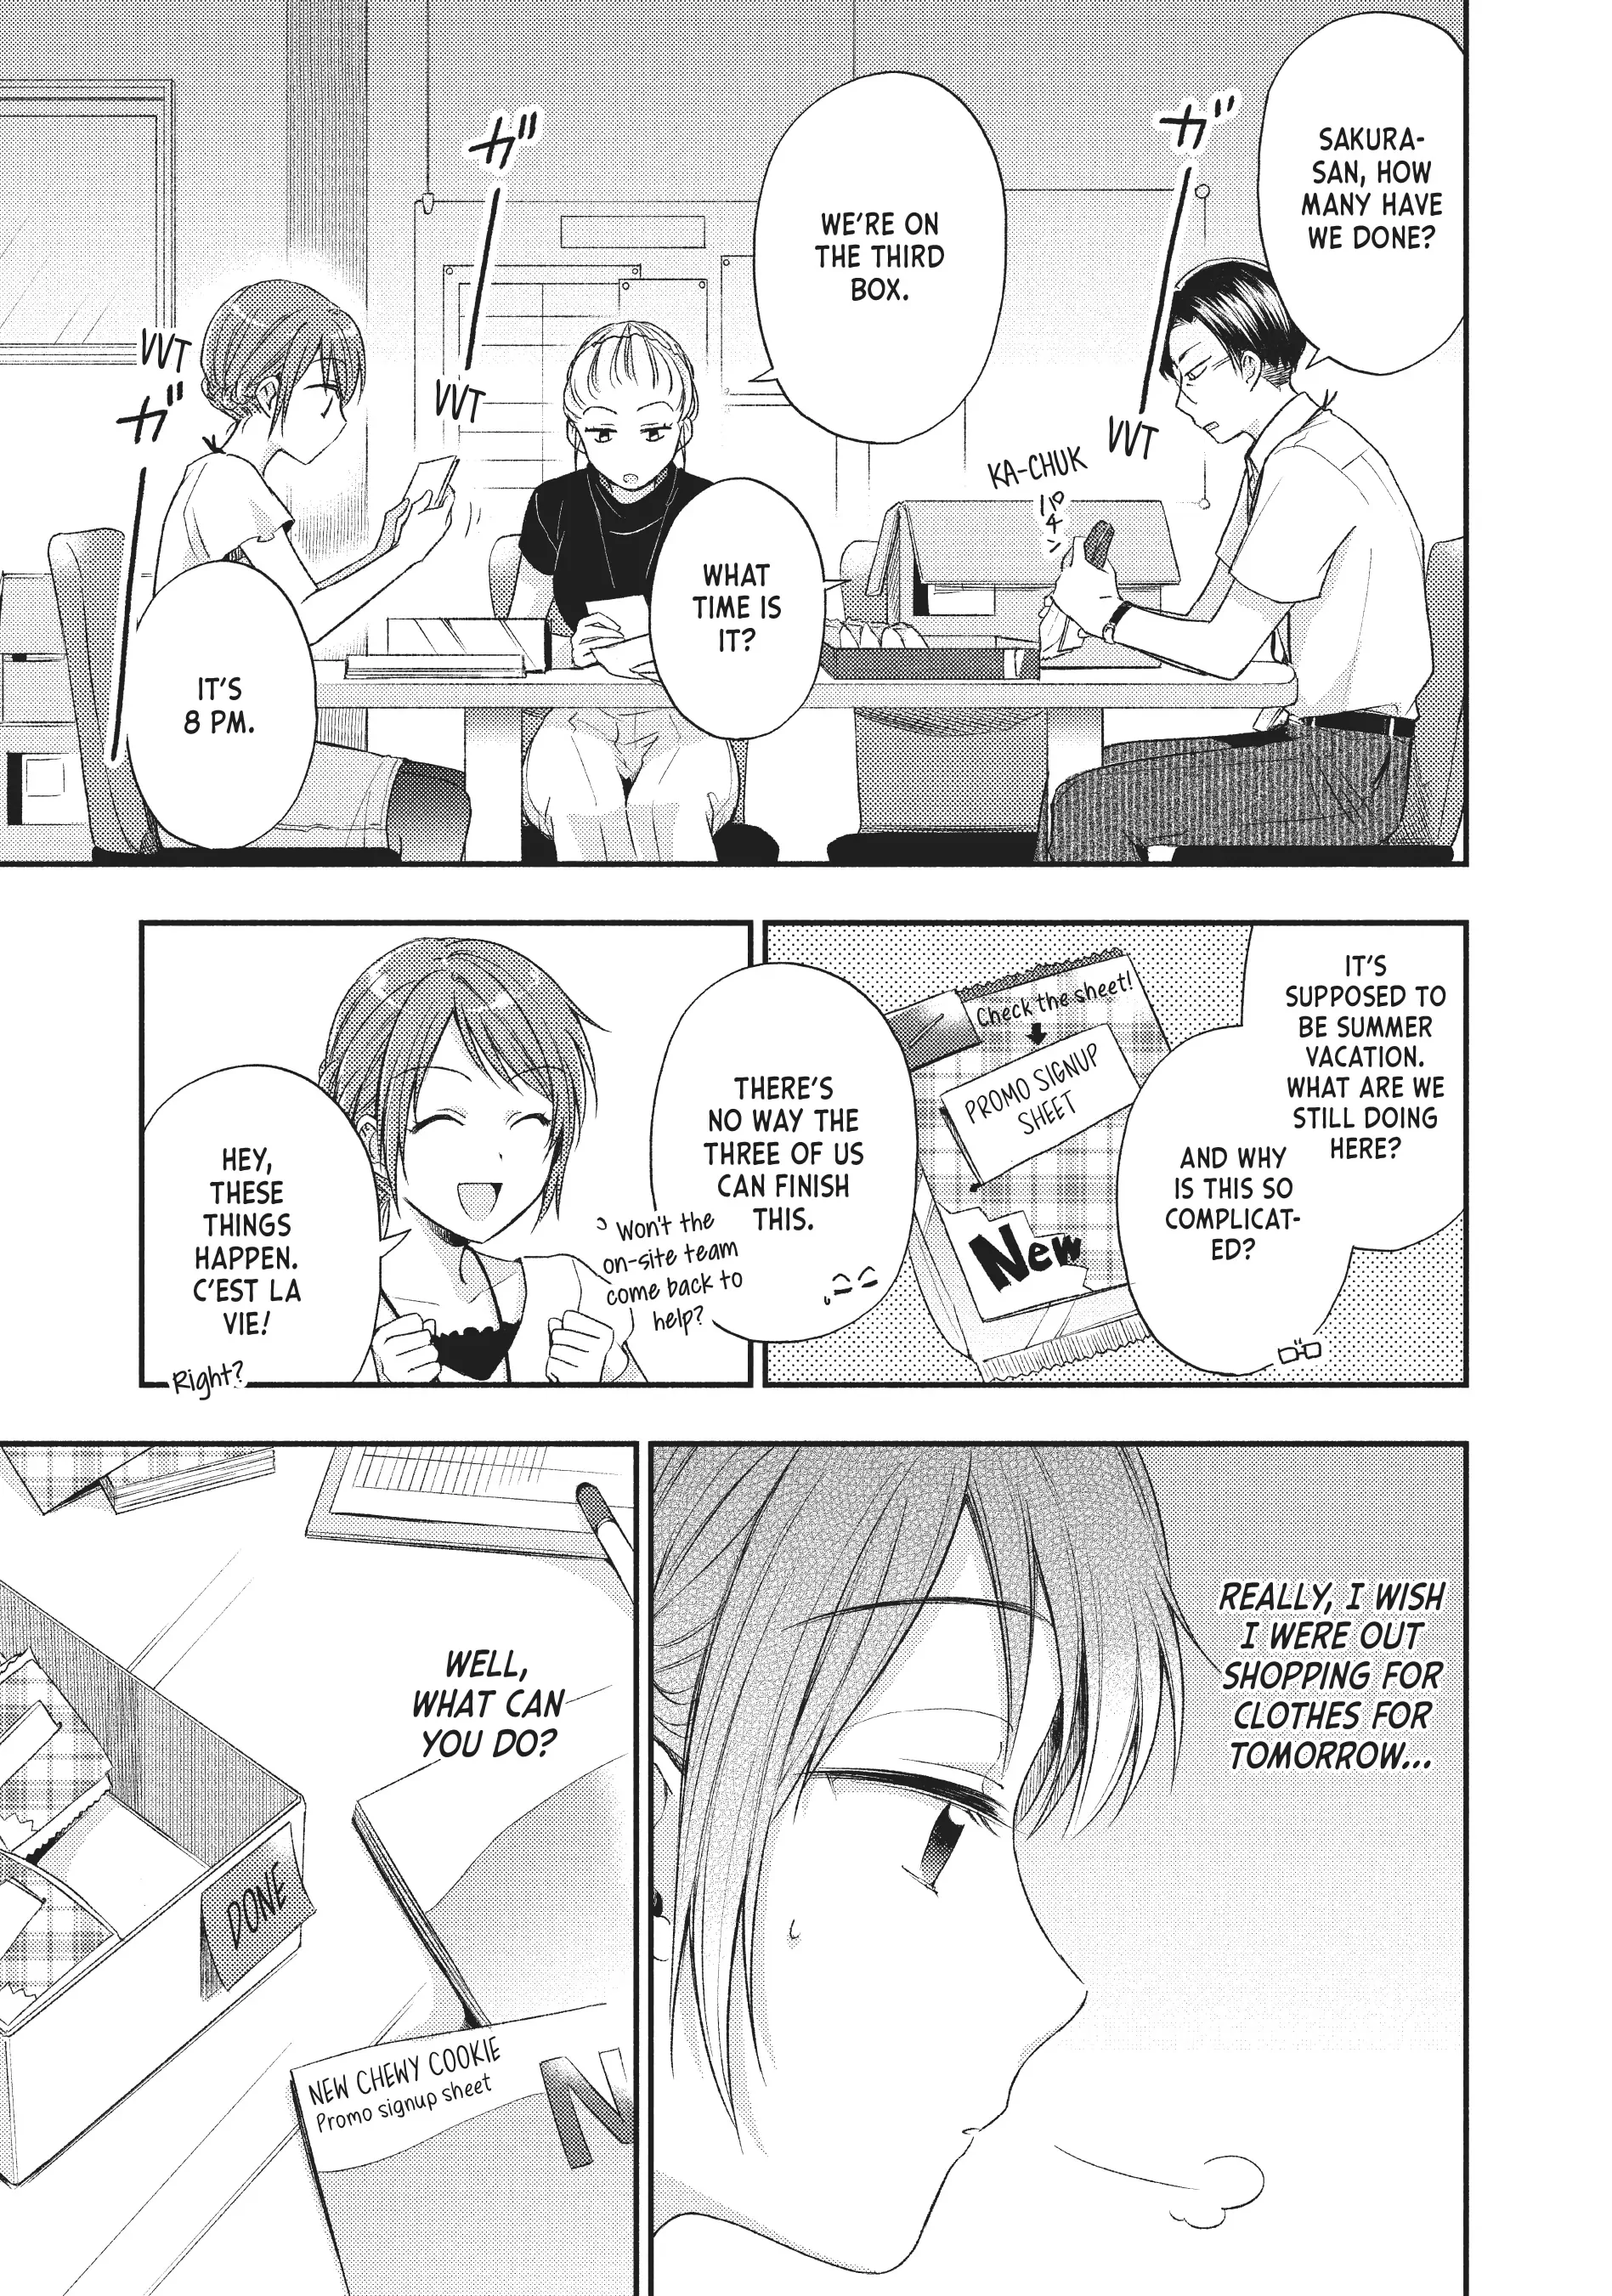 SAKURA-
SAN, HOW
MANY HAVE
WE DONE?
ガ
VVT
WE'RE ON
THE THIRD
BOX.
KA-CHUK
パチン
WHAT
TIME IS
IT?
ガ
VVT
VVT
ガ
IT'S
8 PM.
IT'S
SUPPOSED TO
BE SUMMER
VACATION.
WHAT ARE WE
STILL DOING
HERE?
AND WHY
IS THIS SO
COMPLICAT-
ED?
Check the sheet!
PROMO SIGNUP
SHEET
New
THERE'S
NO WAY THE
THREE OF US
CAN FINISH
THIS.
Won't the
on-site team
come back to
help?
HEY,
THESE
THINGS
HAPPEN.
C'EST LA
VIE!
Right?
REALLY, I WISH
I WERE OUT
SHOPPING FOR
CLOTHES FOR
TOMORROW...
WELL,
WHAT CAN
YOU DO?
DONE
NEW CHEWY COOKIE
Promo signup sheet
N